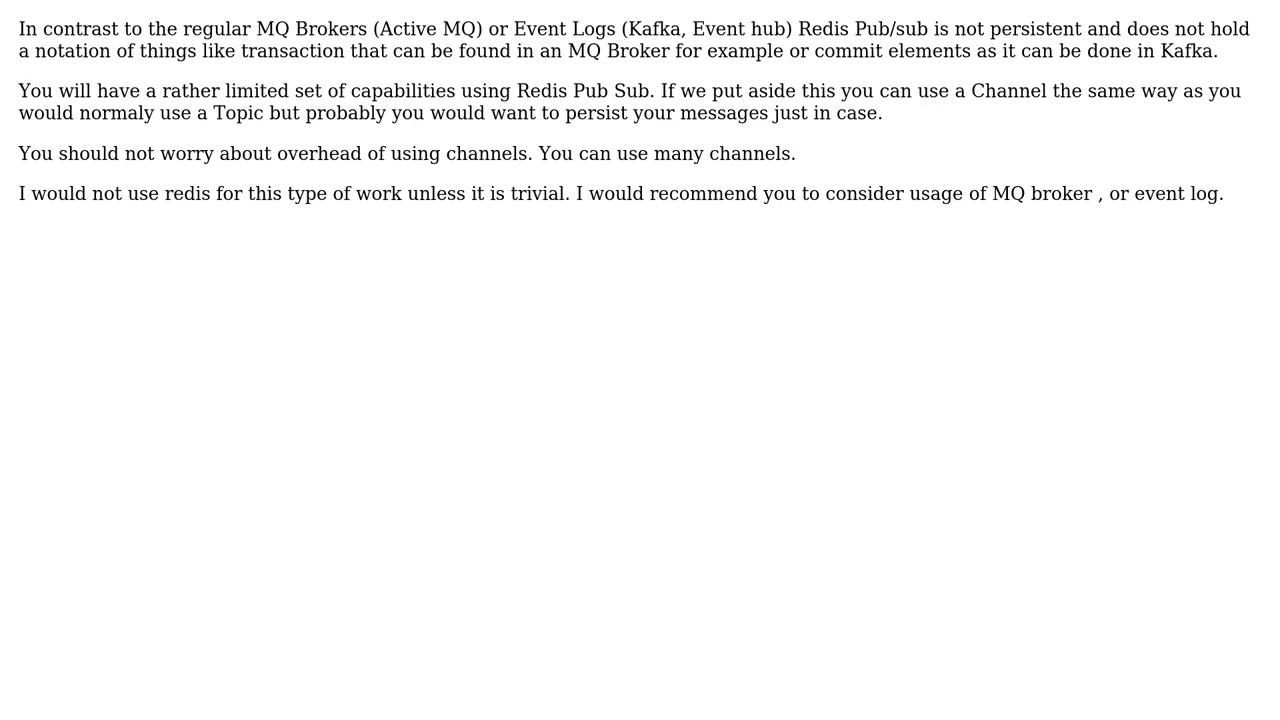 In contrast to the regular MQ Brokers (Active MQ) or Event Logs (Kafka, Event hub) Redis Pub/sub is not persistent and does not hold
a notation of things like transaction that can be found in an MQ Broker for example or commit elements as it can be done in Kafka.
You will have a rather limited set of capabilities using Redis Pub Sub. If we put aside this you can use a Channel the same way as you
would normaly use a Topic but probably you would want to persist your messages just in case.
You should not worry about overhead of using channels. You can use many channels.
I would not use redis for this type of work unless it is trivial. I would recommend you to consider usage of MQ broker , or event log.